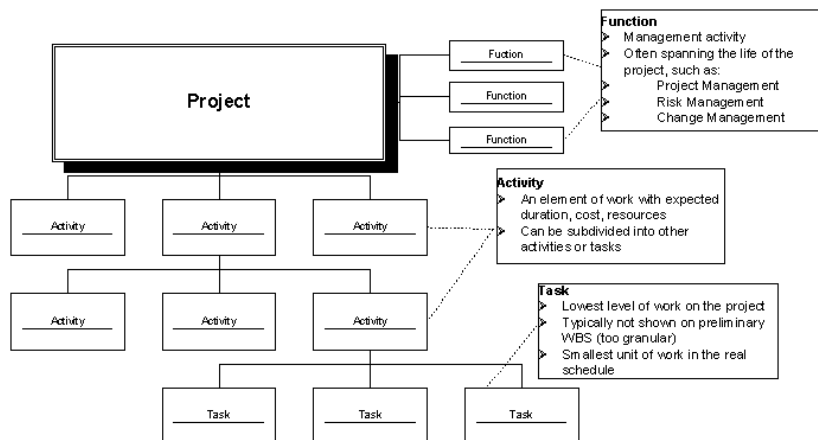 Project
Fuction
Function
Function
Function
➢ Management activity
➢ Often spanning the life of the
project, such as:
➢ Project Management
➢ Risk Management
➢ Change Management
Activity
Activity
Activity
Activity
➢ An element of work with expected
duration, cost, resources
➢ Can be subdivided into other
activities or tasks
Activity
Activity
Activity
Task
➢ Lowest level of work on the project
➢ Typically not shown on preliminary
WBS (too granular)
➢ Smallest unit of work in the real
schedule
Task
Task
Task